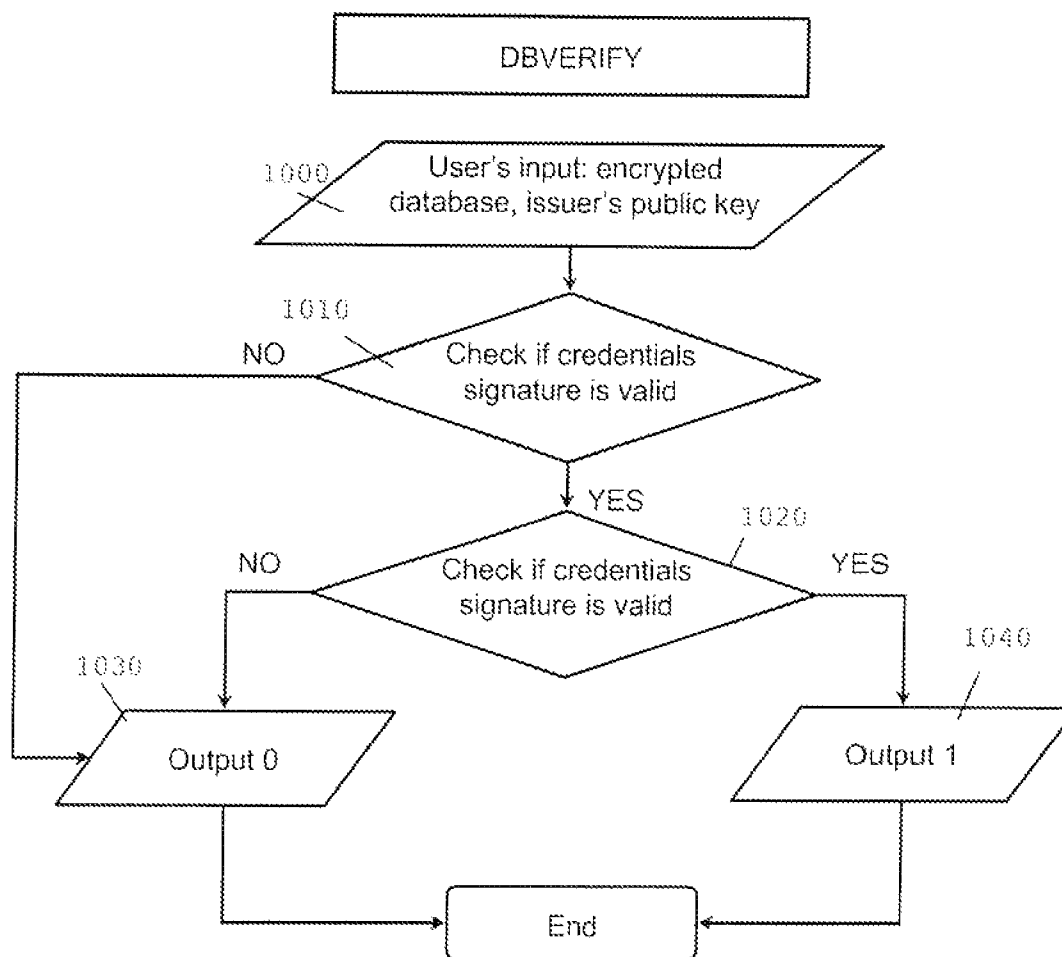 DBVERIFY
1000
User's input: encrypted
database, issuer's public key
1010
NO
Check if credentials
signature is valid
YES
1020
NO
Check if credentials
signature is valid
YES
1030
1040
Output 0
Output 1
End